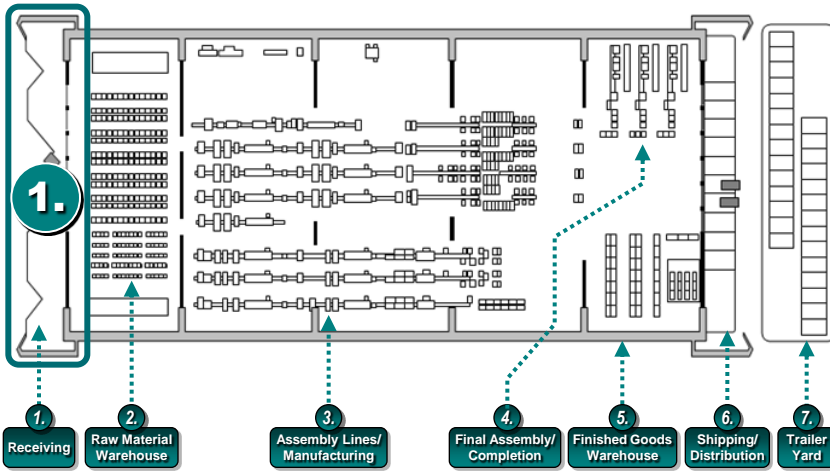 1.
1.
Receiving
2.
Raw Material
Warehouse
3.
Assembly Lines/
Manufacturing
4.
Final Assembly/
Completion
5.
Finished Goods
Warehouse
6.
Shipping/
Distribution
7.
Trailer
Yard